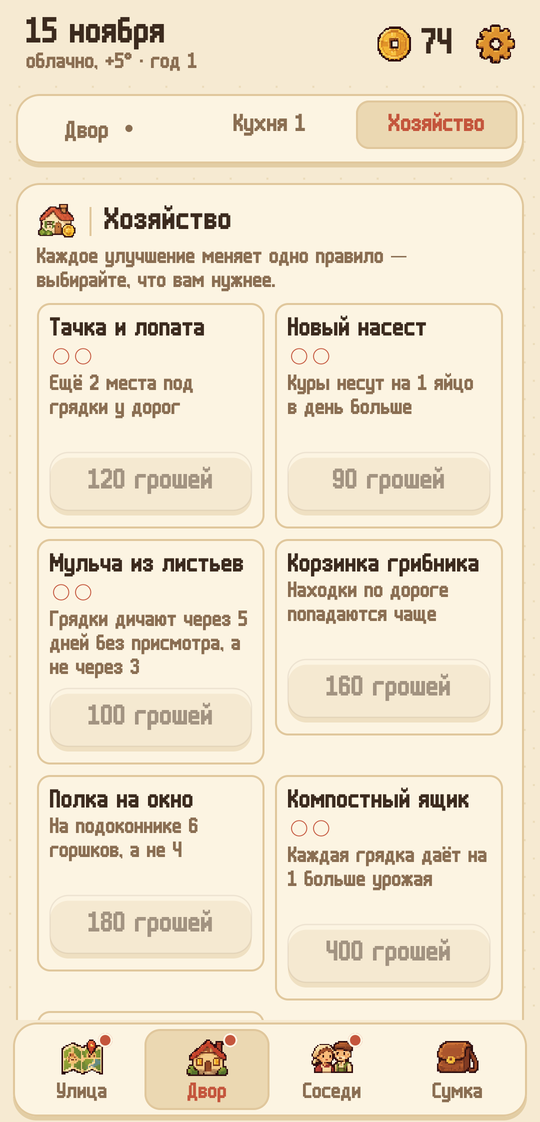 15 ноября
облачно, +5° · год 1
74
Двор •
Кухня 1
Хозяйство
Хозяйство
Каждое улучшение меняет одно правило —
выбирайте, что вам нужнее.
Тачка и лопата
Ещё 2 места под
грядки у дорог
120 грошей
Новый насест
Куры несут на 1 яйцо
в день больше
90 грошей
Мульча из листьев
Грядки дичают через 5
дней без присмотра, а
не через 3
100 грошей
Корзинка грибника
Находки по дороге
попадаются чаще
160 грошей
Полка на окно
На подоконнике 6
горшков, а не 4
180 грошей
Компостный ящик
Каждая грядка даёт на
1 больше урожая
400 грошей
Улица
Двор
Соседи
Сумка